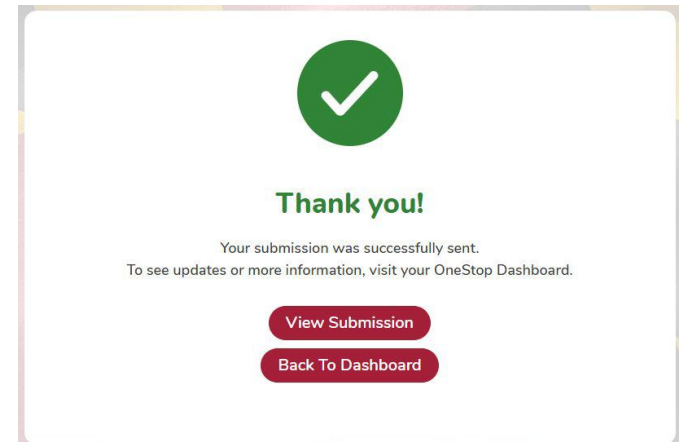 Thank you!
Your submission was successfully sent.
To see updates or more information, visit your OneStop Dashboard.
View Submission
Back To Dashboard